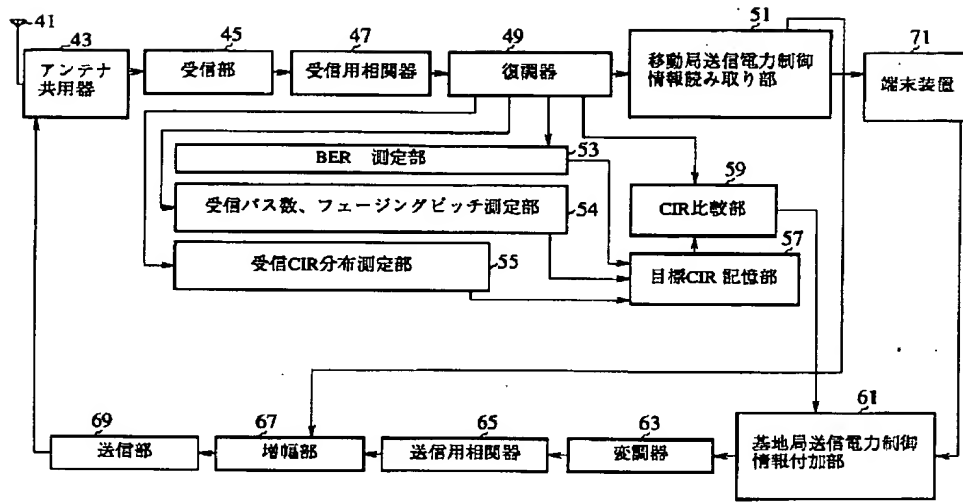 41
43
アンテナ
共用器
45
受信部
47
受信用相関器
49
復調器
51
移動局送信電力制御
情報読み取り部
71
端末装置
BER 測定部
53
受信パス数、フェージングピッチ測定部
54
受信CIR分布測定部
55
59
CIR比較部
57
目標CIR 記憶部
69
送信部
67
増幅部
65
送信用相関器
63
変調器
61
基地局送信電力制御
情報付加部